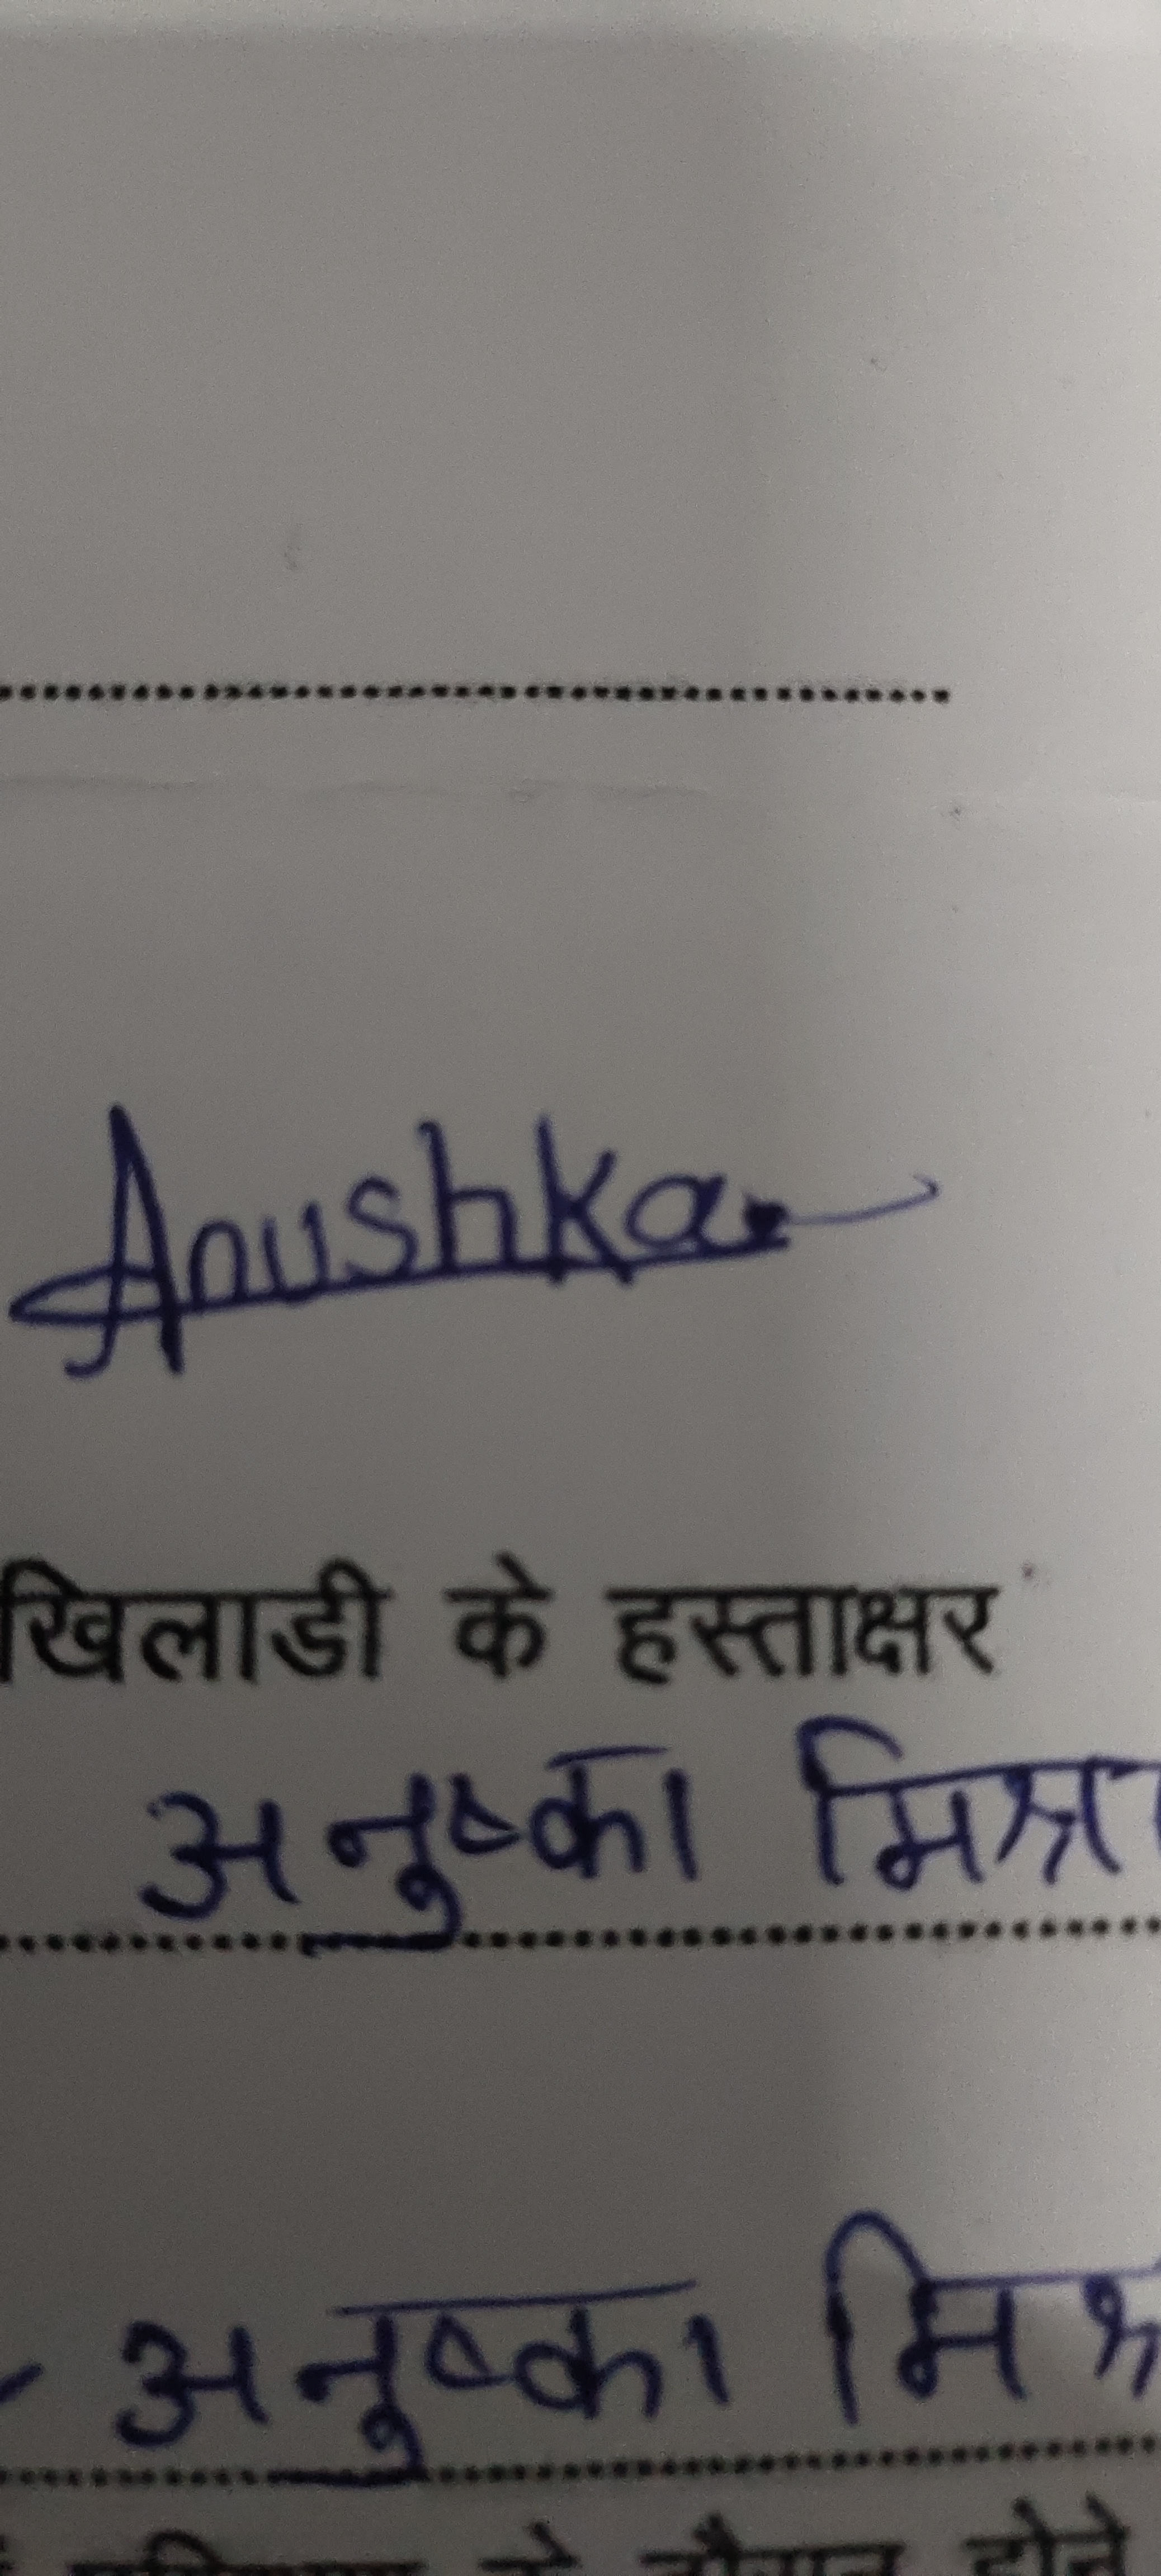 Anushka
खिलाडी के हस्ताक्षर
अनुष्का मिश्रा
अनुष्का
के दौरान होने